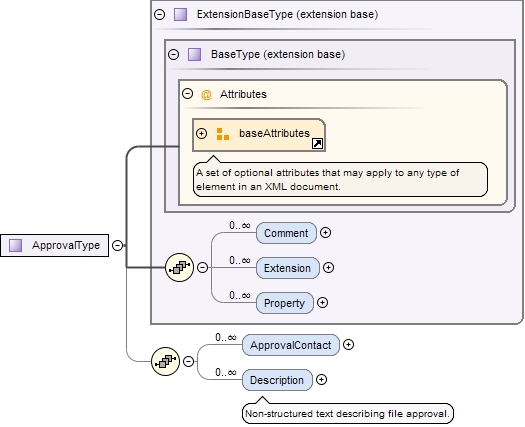 ExtensionBaseType (extension base)
BaseType (extension base)
@ Attributes
baseAttributes
A set of optional attributes that may apply to any type of
element in an XML document.
ApprovalType
0..∞ Comment
0..∞ Extension
0..∞ Property
0..∞ ApprovalContact
0..∞ Description
Non-structured text describing file approval.